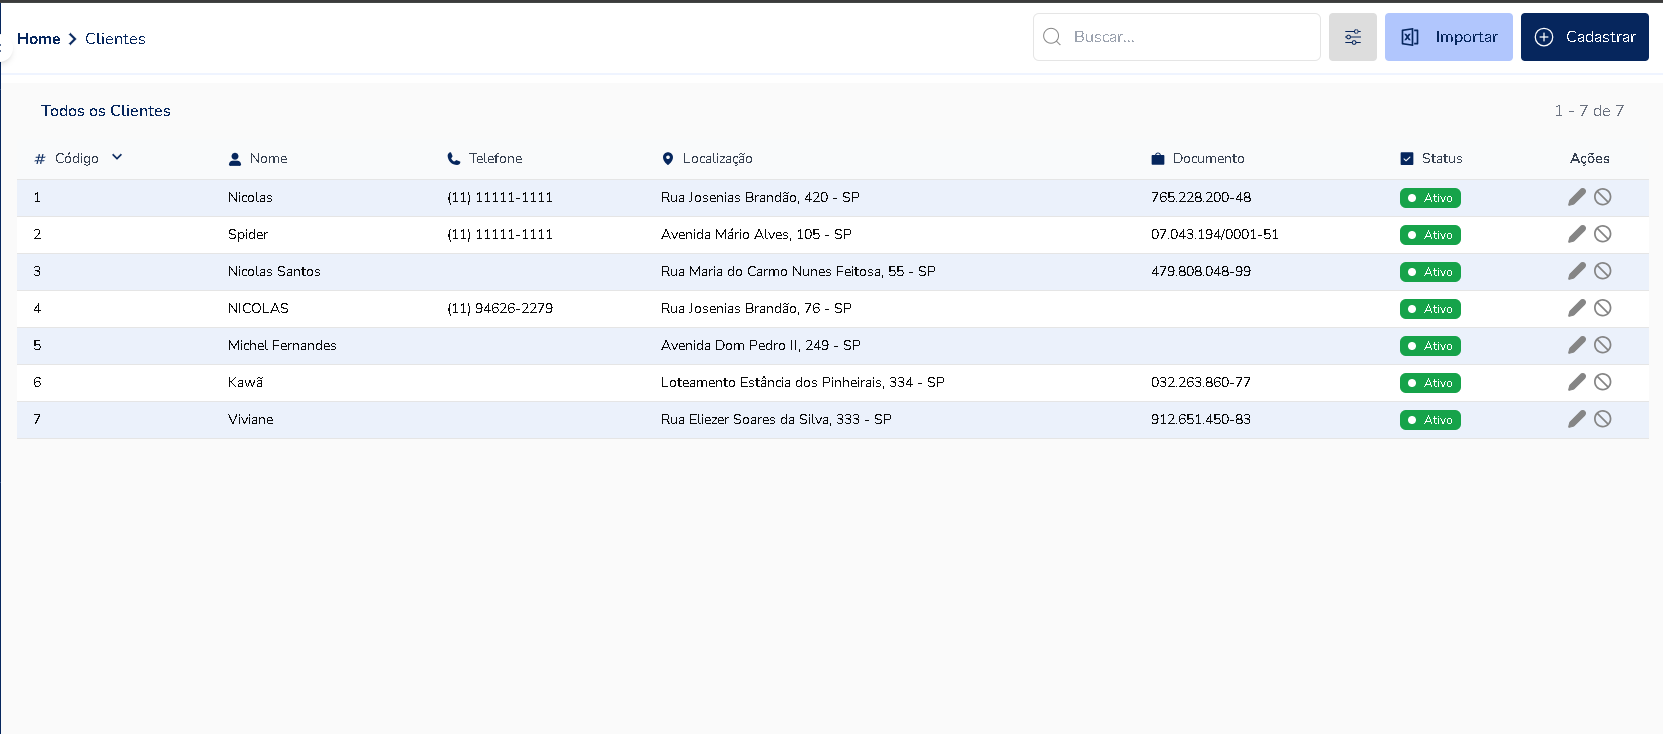 Home > Clientes Buscar... Importar Cadastrar
Todos os Clientes 1 - 7 de 7
# Código Nome Telefone Localização Documento Status Ações
1 Nicolas (11) 11111-1111 Rua Josenias Brandão, 420 - SP 765.228.200-48 Ativo
2 Spider (11) 11111-1111 Avenida Mário Alves, 105 - SP 07.043.194/0001-51 Ativo
3 Nicolas Santos Rua Maria do Carmo Nunes Feitosa, 55 - SP 479.808.048-99 Ativo
4 NICOLAS (11) 94626-2279 Rua Josenias Brandão, 76 - SP Ativo
5 Michel Fernandes Avenida Dom Pedro II, 249 - SP Ativo
6 Kawã Loteamento Estância dos Pinheirais, 334 - SP 032.263.860-77 Ativo
7 Viviane Rua Eliezer Soares da Silva, 333 - SP 912.651.450-83 Ativo